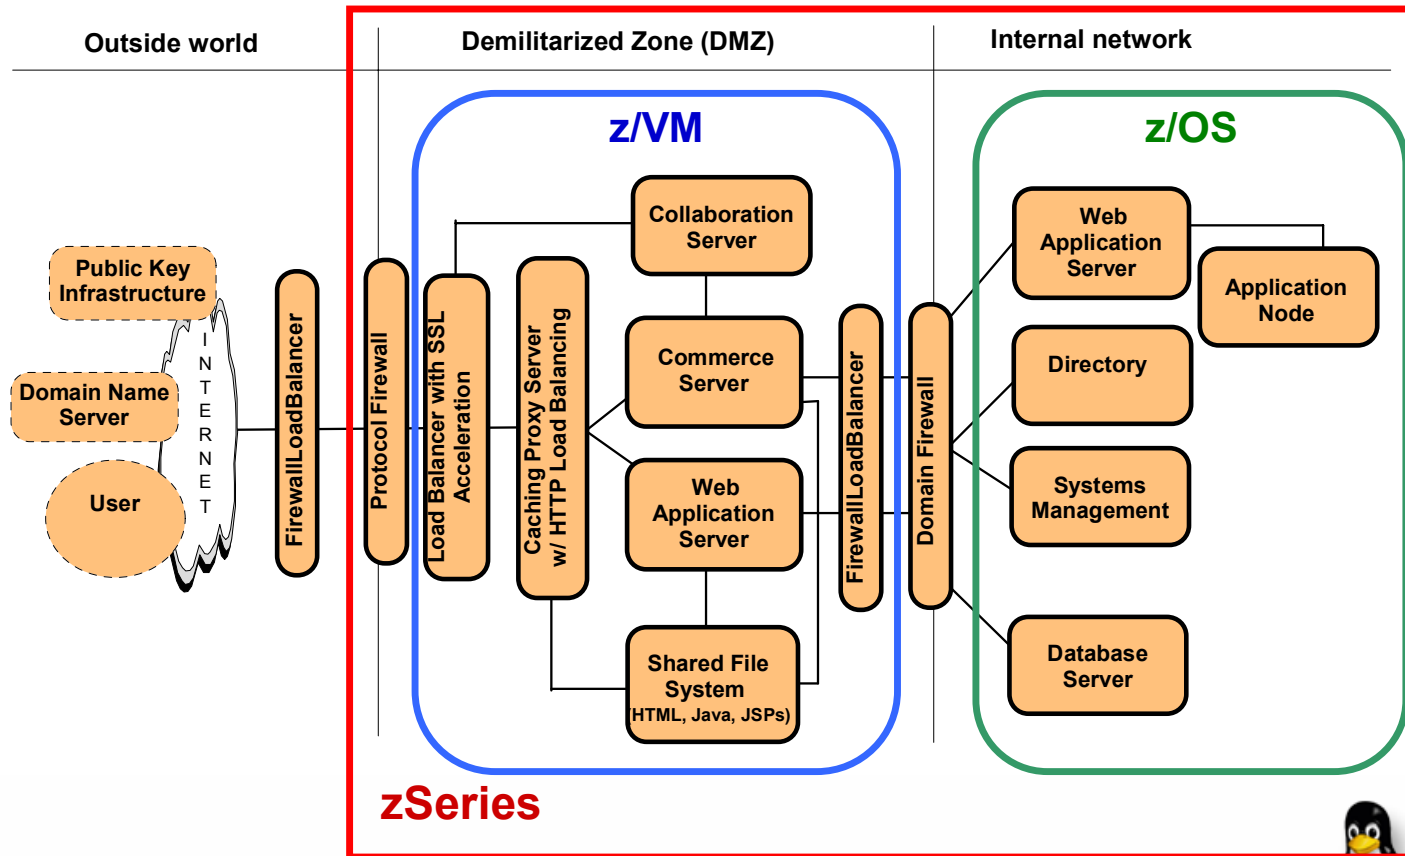 Outside world
Demilitarized Zone (DMZ)
Internal network
z/VM
z/OS
Public Key
Infrastructure
Domain Name
Server
User
INTERNET
FirewallLoadBalancer
Protocol Firewall
Load Balancer with SSL
Acceleration
Caching Proxy Server
w/ HTTP Load Balancing
Collaboration
Server
Commerce
Server
Web
Application
Server
Shared File
System
(HTML, Java, JSPs)
FirewallLoadBalancer
Domain Firewall
Web
Application
Server
Application
Node
Directory
Systems
Management
Database
Server
zSeries